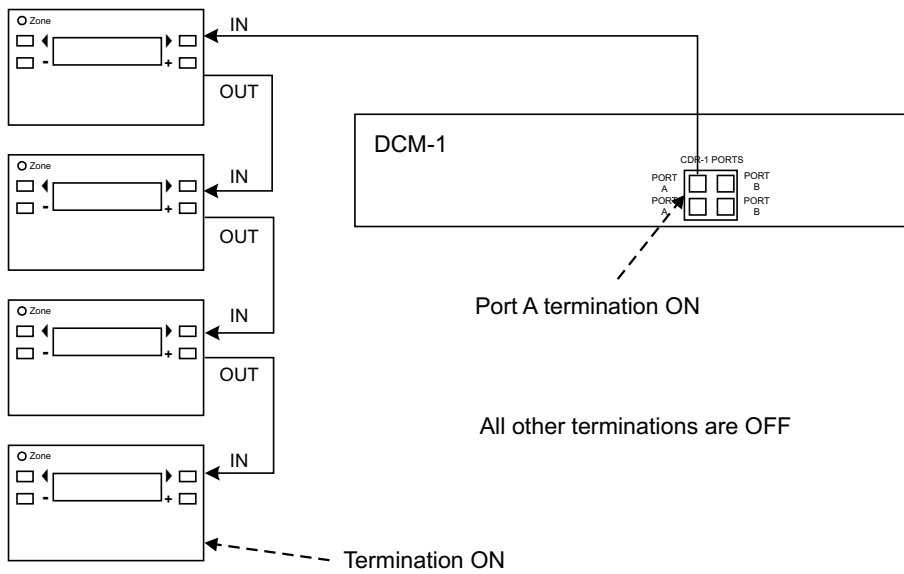 Zone
- +
IN
OUT
DCM-1
CDR-1 PORTS
PORT A
PORT B
PORT A
PORT B
Zone
- +
IN
OUT
Port A termination ON
Zone
- +
IN
OUT
All other terminations are OFF
Zone
- +
IN
Termination ON